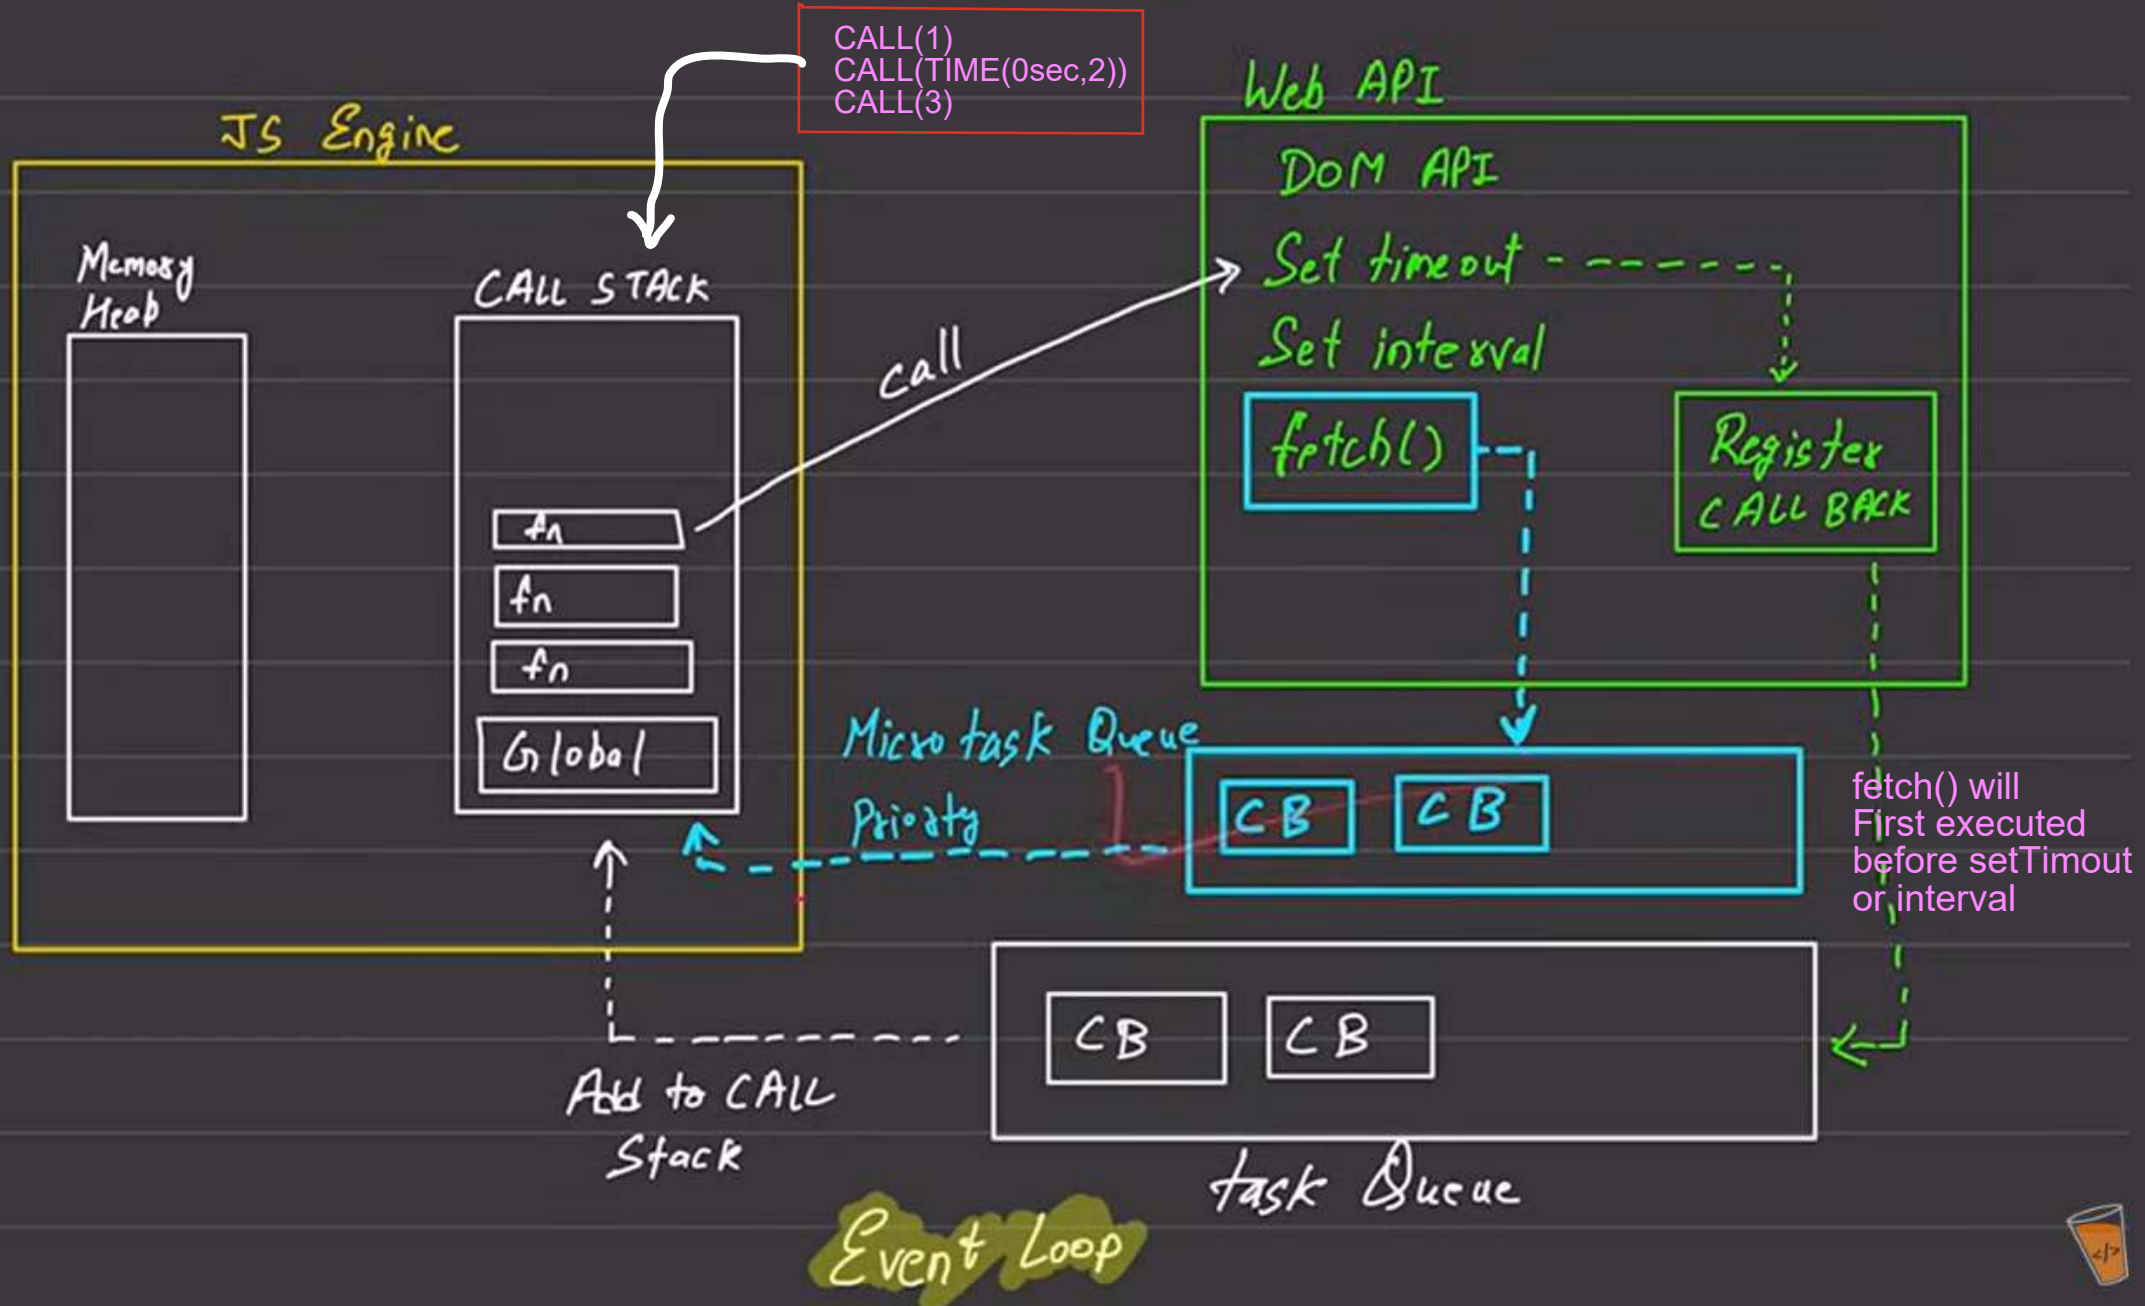 CALL(1)
CALL(TIME(0sec,2))
CALL(3)
JS Engine
Memory
Heap
CALL STACK
fn
fn
fn
Global
call
Web API
DOM API
Set timeout
Set interval
fetch()
Register
CALL BACK
Micro task Queue
Priorty
CB
CB
fetch() will
First executed
before setTimout
or interval
CB
CB
Add to CALL
Stack
task Queue
Event Loop
</>